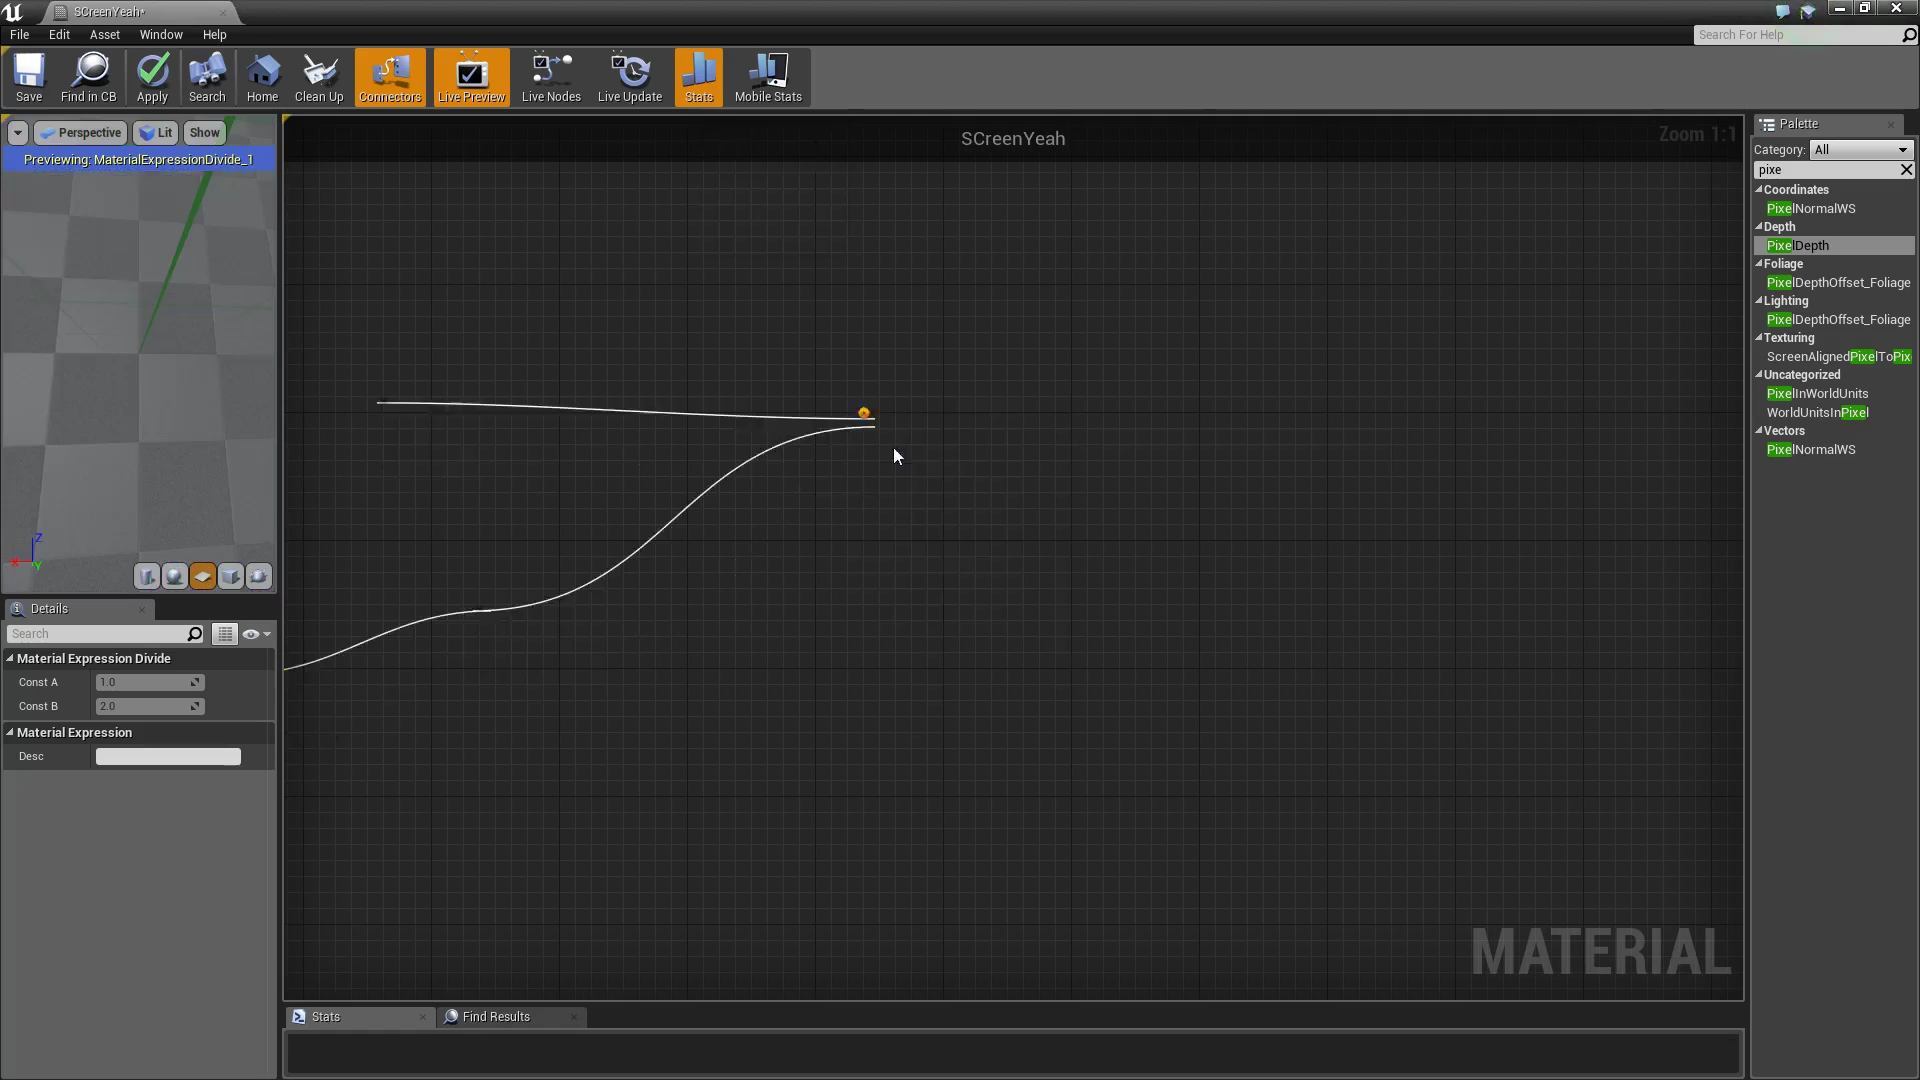 SCreenYeah*
File Edit Asset Window Help
Search For Help
Save Find in CB Apply Search Home Clean Up Connectors Live Preview Live Nodes Live Update Stats Mobile Stats
Perspective Lit Show
Previewing: MaterialExpressionDivide_1
Z
X
Y
Details
Search
Material Expression Divide
Const A 1.0
Const B 2.0
Material Expression
Desc
SCreenYeah
Zoom 1:1
MATERIAL
Stats
Find Results
Palette
Category: All
pixe
Coordinates
PixelNormalWS
Depth
PixelDepth
Foliage
PixelDepthOffset_Foliage
Lighting
PixelDepthOffset_Foliage
Texturing
ScreenAlignedPixelToPix
Uncategorized
PixelInWorldUnits
WorldUnitsInPixel
Vectors
PixelNormalWS